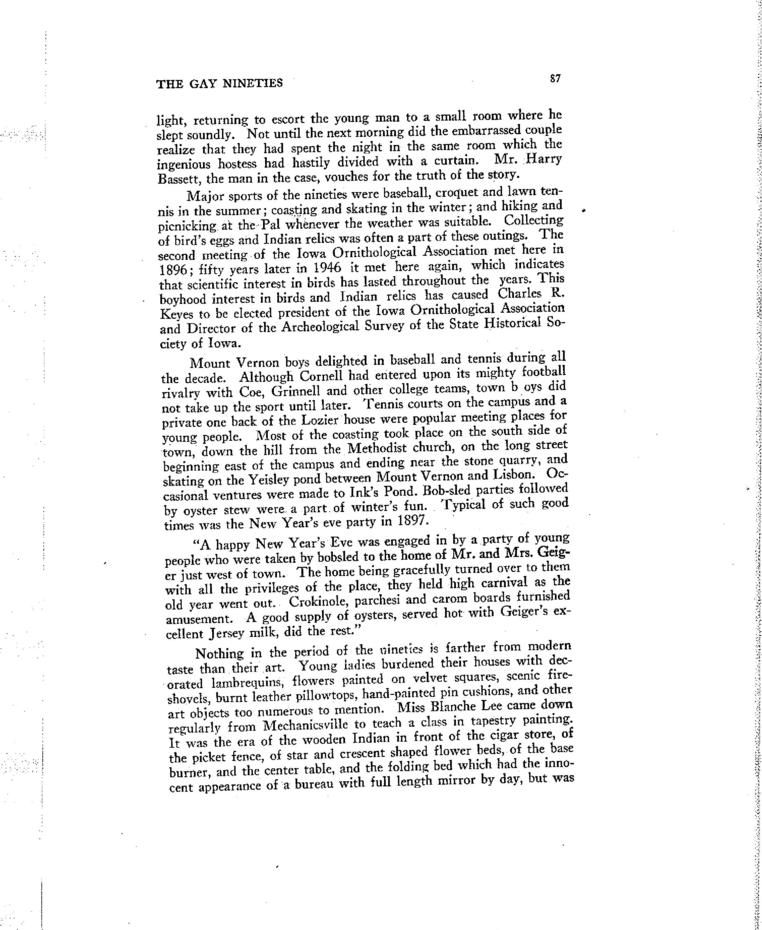 THE GAY NINETIES 87
light, returning to escort the young man to a small room where he
slept soundly. Not until the next morning did the embarrassed couple
realize that they had spent the night in the same room which the
ingenious hostess had hastily divided with a curtain. Mr. Harry
Bassett, the man in the case, vouches for the truth of the story.
Major sports of the nineties were baseball, croquet and lawn ten-
nis in the summer; coasting and skating in the winter; and hiking and
picnicking at the Pal whenever the weather was suitable. Collecting
of bird's eggs and Indian relics was often a part of these outings. The
second meeting of the Iowa Ornithological Association met here in
1896; fifty years later in 1946 it met here again, which indicates
that scientific interest in birds has lasted throughout the years. This
boyhood interest in birds and Indian relics has caused Charles R.
Keyes to be elected president of the Iowa Ornithological Association
and Director of the Archeological Survey of the State Historical So-
ciety of Iowa.
Mount Vernon boys delighted in baseball and tennis during all
the decade. Although Cornell had entered upon its mighty football
rivalry with Coe, Grinnell and other college teams, town b oys did
not take up the sport until later. Tennis courts on the campus and a
private one back of the Lozier house were popular meeting places for
young people. Most of the coasting took place on the south side of
town, down the hill from the Methodist church, on the long street
beginning east of the campus and ending near the stone quarry, and
skating on the Yeisley pond between Mount Vernon and Lisbon. Oc-
casional ventures were made to Ink's Pond. Bob-sled parties followed
by oyster stew were a part of winter's fun. Typical of such good
times was the New Year's eve party in 1897.
"A happy New Year's Eve was engaged in by a party of young
people who were taken by bobsled to the home of Mr. and Mrs. Geig-
er just west of town. The home being gracefully turned over to them
with all the privileges of the place, they held high carnival as the
old year went out. Crokinole, parchesi and carom boards furnished
amusement. A good supply of oysters, served hot with Geiger's ex-
cellent Jersey milk, did the rest."
Nothing in the period of the nineties is farther from modern
taste than their art. Young ladies burdened their houses with dec-
orated lambrequins, flowers painted on velvet squares, scenic fire-
shovels, burnt leather pillowtops, hand-painted pin cushions, and other
art objects too numerous to mention. Miss Blanche Lee came down
regularly from Mechanicsville to teach a class in tapestry painting.
It was the era of the wooden Indian in front of the cigar store, of
the picket fence, of star and crescent shaped flower beds, of the base
burner, and the center table, and the folding bed which had the inno-
cent appearance of a bureau with full length mirror by day, but was